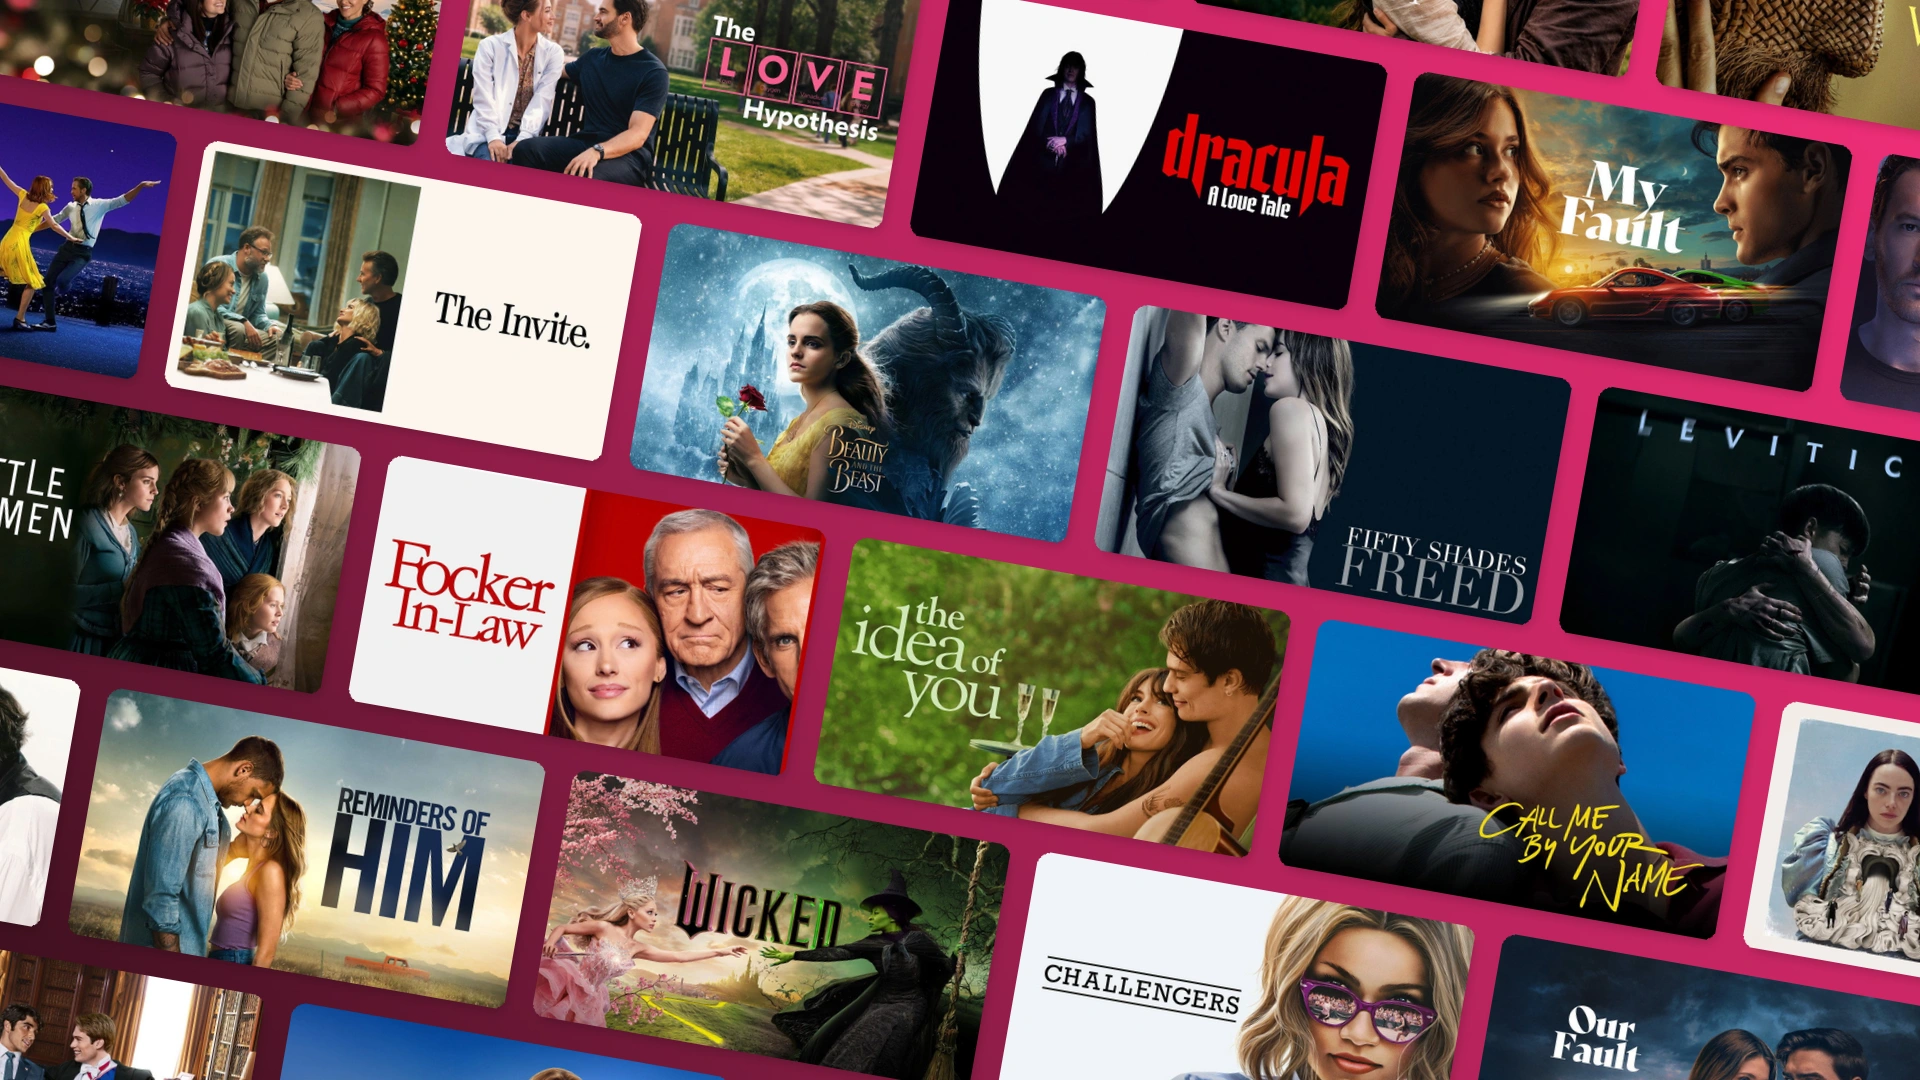 The
LOVE
Hypothesis
dracula
A Love Tale
My
Fault
The Invite.
Disney
BEAUTY
AND THE
BEAST
FIFTY SHADES
FREED
LEVITIC
TTLE
MEN
Focker
In-Law
the
idea of
you
CALL ME
BY YOUR
NAME
REMINDERS OF
HIM
WICKED
CHALLENGERS
Our
Fault